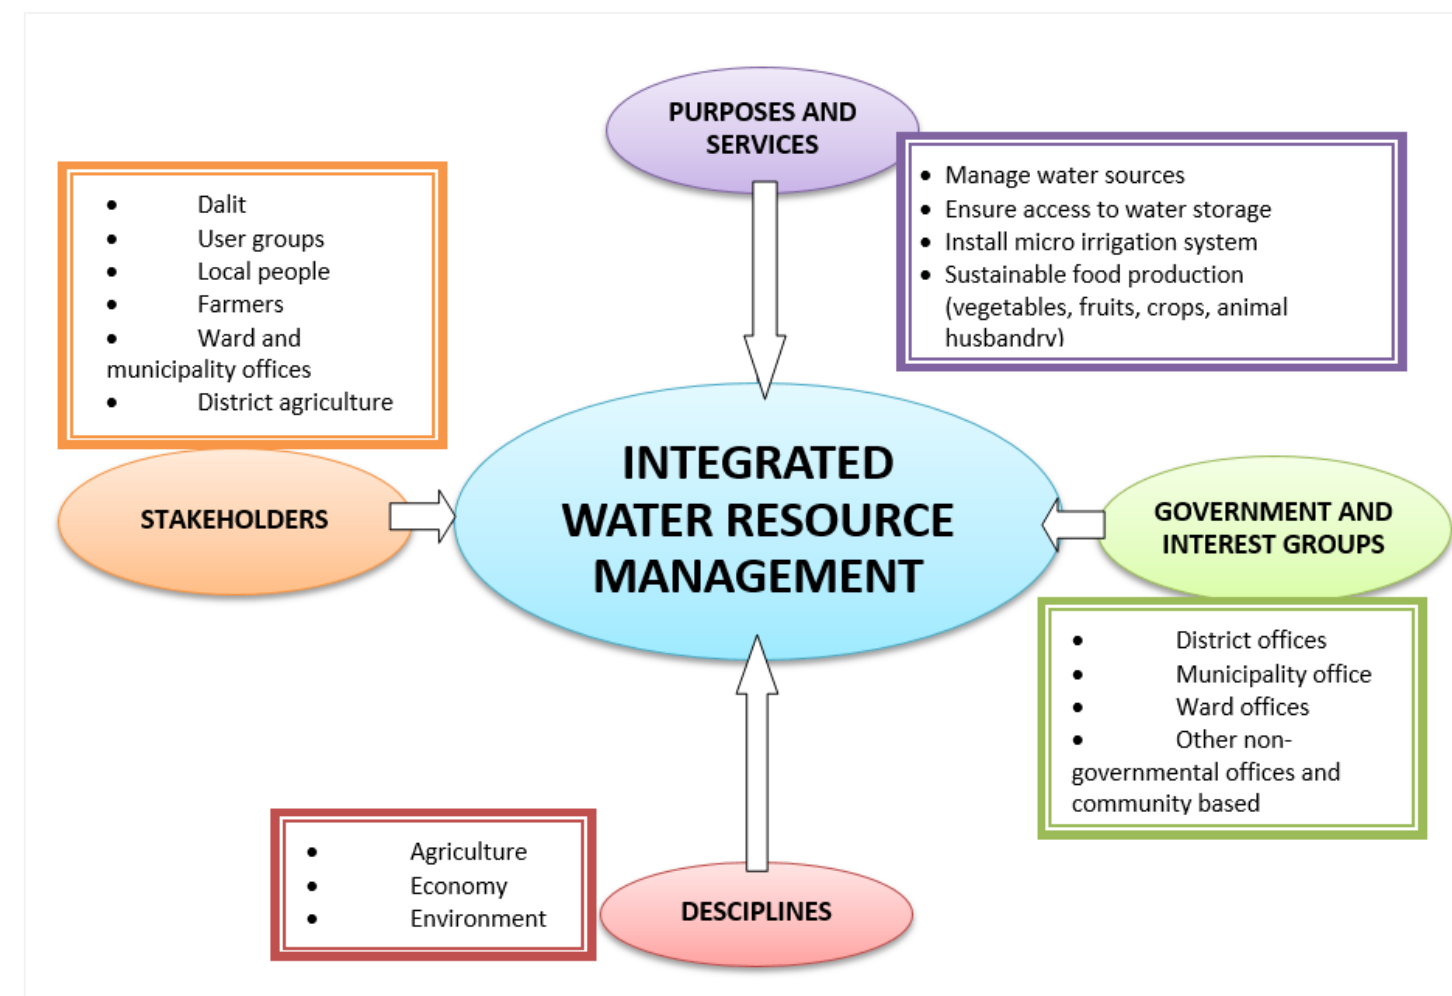 PURPOSES AND
SERVICES
• Manage water sources
• Ensure access to water storage
• Install micro irrigation system
• Sustainable food production
(vegetables, fruits, crops, animal
husbandry)
• Dalit
• User groups
• Local people
• Farmers
• Ward and
municipality offices
• District agriculture
STAKEHOLDERS
INTEGRATED
WATER RESOURCE
MANAGEMENT
GOVERNMENT AND
INTEREST GROUPS
• District offices
• Municipality office
• Ward offices
• Other non-
governmental offices and
community based
• Agriculture
• Economy
• Environment
DESCIPLINES